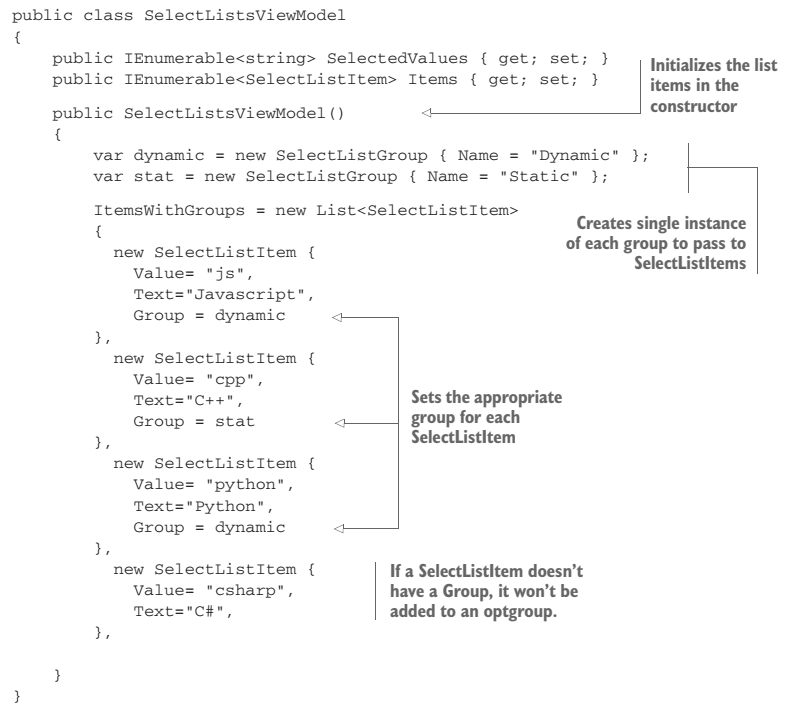 public class SelectListsViewModel
{
    public IEnumerable<string> SelectedValues { get; set; }
    public IEnumerable<SelectListItem> Items { get; set; }
Initializes the list
items in the
constructor
    public SelectListsViewModel()
    {
        var dynamic = new SelectListGroup { Name = "Dynamic" };
        var stat = new SelectListGroup { Name = "Static" };
Creates single instance
of each group to pass to
SelectListItems
        ItemsWithGroups = new List<SelectListItem>
        {
          new SelectListItem {
            Value= "js",
            Text="Javascript",
            Group = dynamic
        },
          new SelectListItem {
            Value= "cpp",
            Text="C++",
            Group = stat
        },
Sets the appropriate
group for each
SelectListItem
          new SelectListItem {
            Value= "python",
            Text="Python",
            Group = dynamic
        },
          new SelectListItem {
            Value= "csharp",
            Text="C#",
        },
If a SelectListItem doesn't
have a Group, it won't be
added to an optgroup.
    }
}